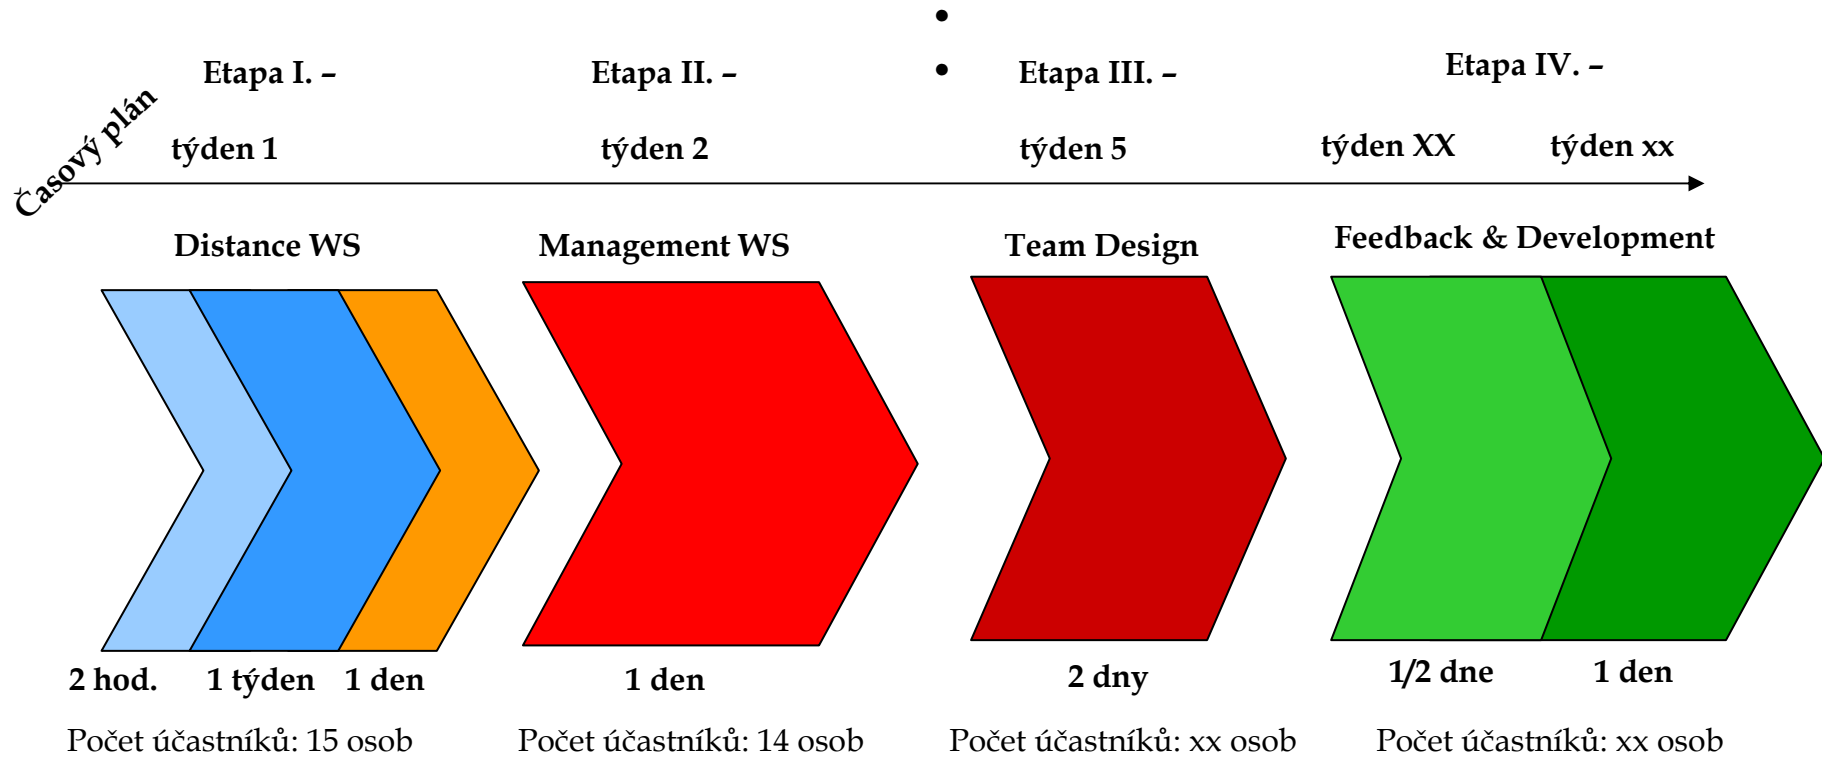 •
Etapa I. – Etapa II. – • Etapa III. – Etapa IV. –
Časový plán
týden 1 týden 2 týden 5 týden XX týden xx
Distance WS Management WS Team Design Feedback & Development
2 hod. 1 týden 1 den 1 den 2 dny 1/2 dne 1 den
Počet účastníků: 15 osob Počet účastníků: 14 osob Počet účastníků: xx osob Počet účastníků: xx osob